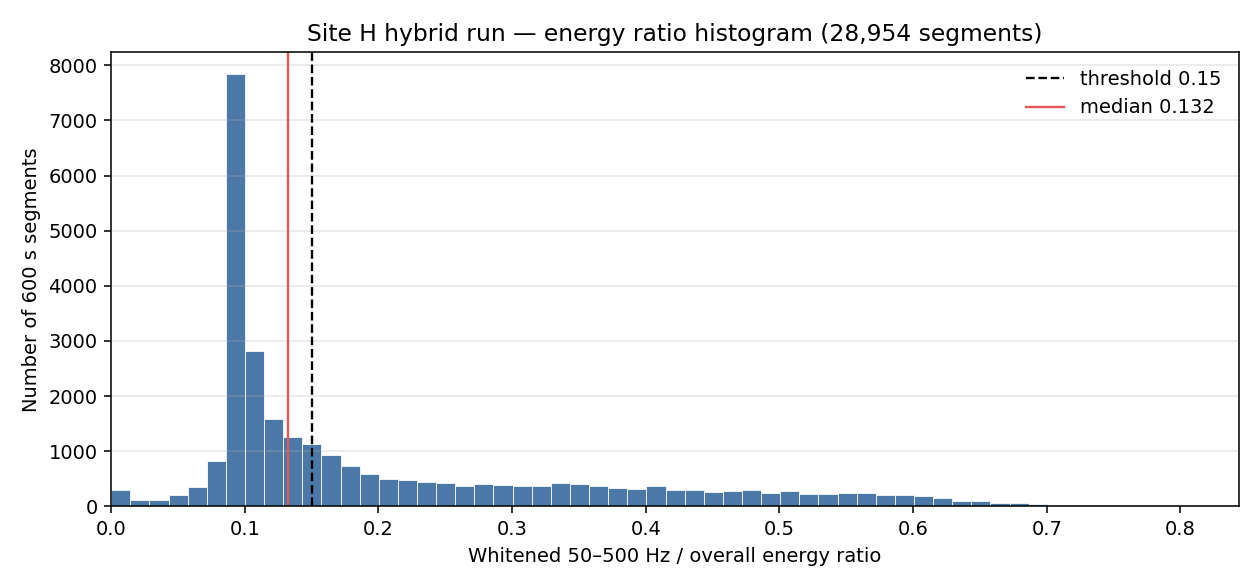 Site H hybrid run — energy ratio histogram (28,954 segments)
threshold 0.15
median 0.132
Number of 600 s segments
8000
7000
6000
5000
4000
3000
2000
1000
0
0.0 0.1 0.2 0.3 0.4 0.5 0.6 0.7 0.8
Whitened 50–500 Hz / overall energy ratio